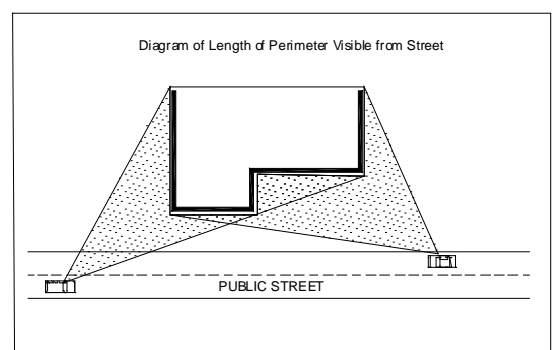 Diagram of Length of Perimeter Visible from Street
PUBLIC STREET